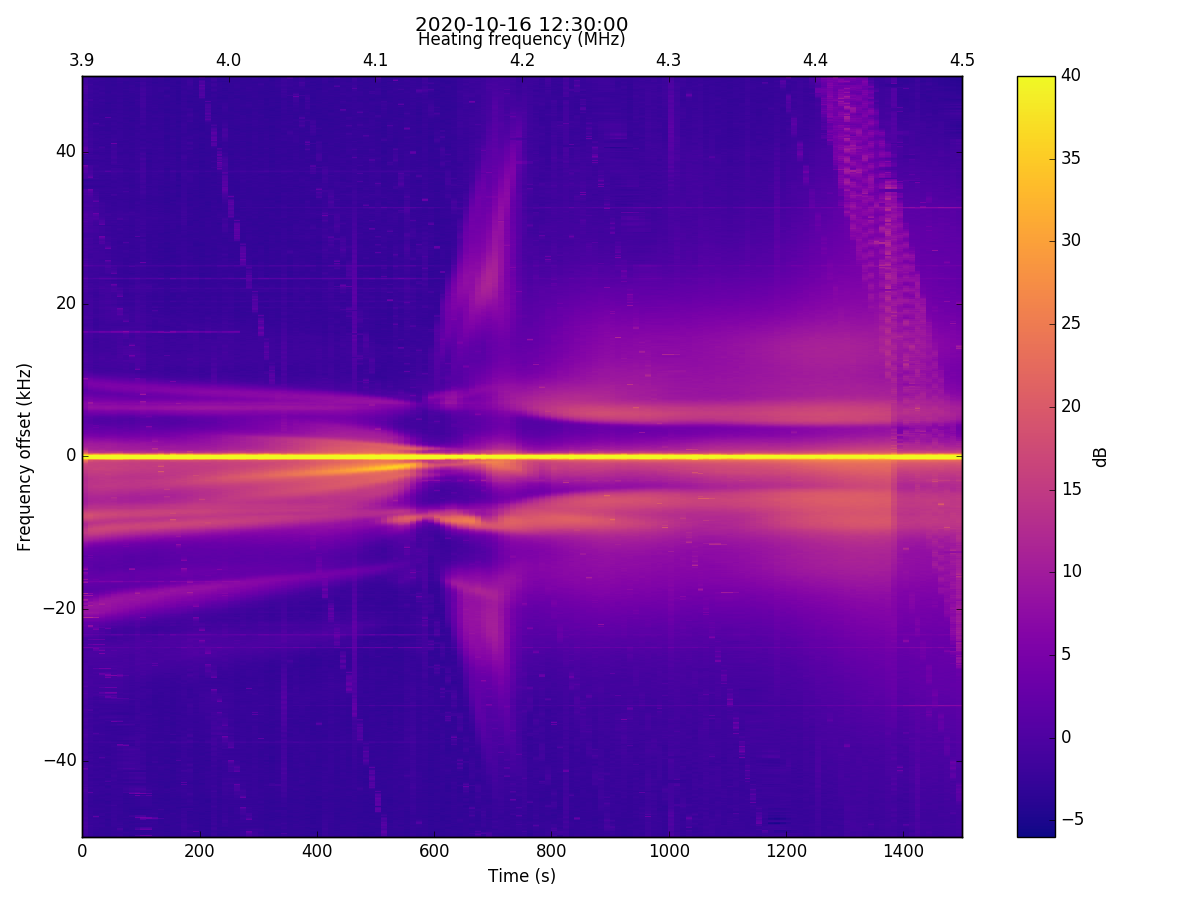 2020-10-16 12:30:00
Heating frequency (MHz)
3.9 4.0 4.1 4.2 4.3 4.4 4.5
40
20
0
−20
−40
Frequency offset (kHz)
0 200 400 600 800 1000 1200 1400
Time (s)
40
35
30
25
20
15
10
5
0
−5
dB